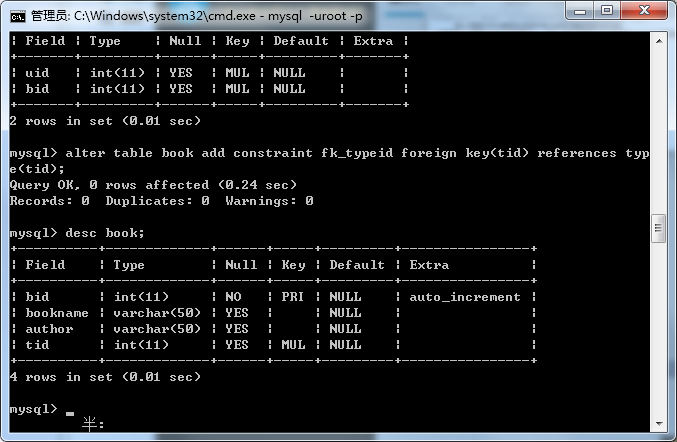 管理员: C:\Windows\system32\cmd.exe - mysql  -uroot -p
| Field | Type    | Null | Key | Default | Extra |
+-------+---------+------+-----+---------+-------+
| uid   | int(11) | YES  | MUL | NULL    |       |
| bid   | int(11) | YES  | MUL | NULL    |       |
+-------+---------+------+-----+---------+-------+
2 rows in set (0.01 sec)
mysql> alter table book add constraint fk_typeid foreign key(tid) references typ
e(tid);
Query OK, 0 rows affected (0.24 sec)
Records: 0  Duplicates: 0  Warnings: 0
mysql> desc book;
+----------+-------------+------+-----+---------+----------------+
| Field    | Type        | Null | Key | Default | Extra          |
+----------+-------------+------+-----+---------+----------------+
| bid      | int(11)     | NO   | PRI | NULL    | auto_increment |
| bookname | varchar(50) | YES  |     | NULL    |                |
| author   | varchar(50) | YES  |     | NULL    |                |
| tid      | int(11)     | YES  | MUL | NULL    |                |
+----------+-------------+------+-----+---------+----------------+
4 rows in set (0.01 sec)
mysql> _
半: